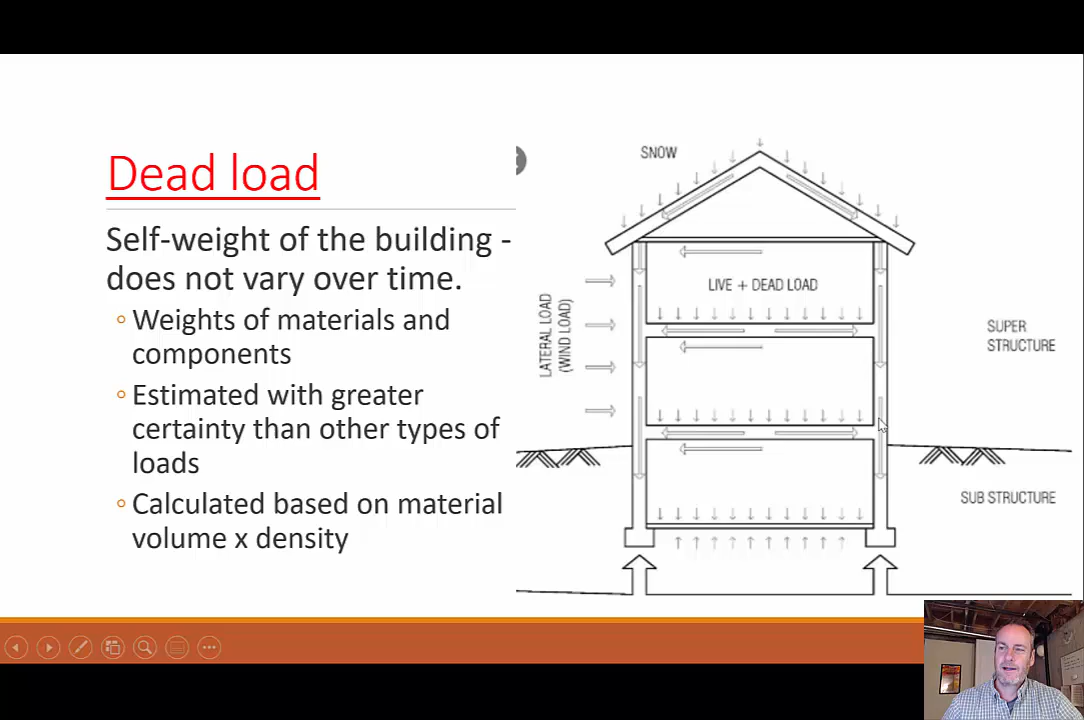 Dead load
Self-weight of the building -
does not vary over time.
Weights of materials and
components
Estimated with greater
certainty than other types of
loads
Calculated based on material
volume x density
SNOW
LIVE + DEAD LOAD
LATERAL LOAD
(WIND LOAD)
SUPER
STRUCTURE
SUB STRUCTURE